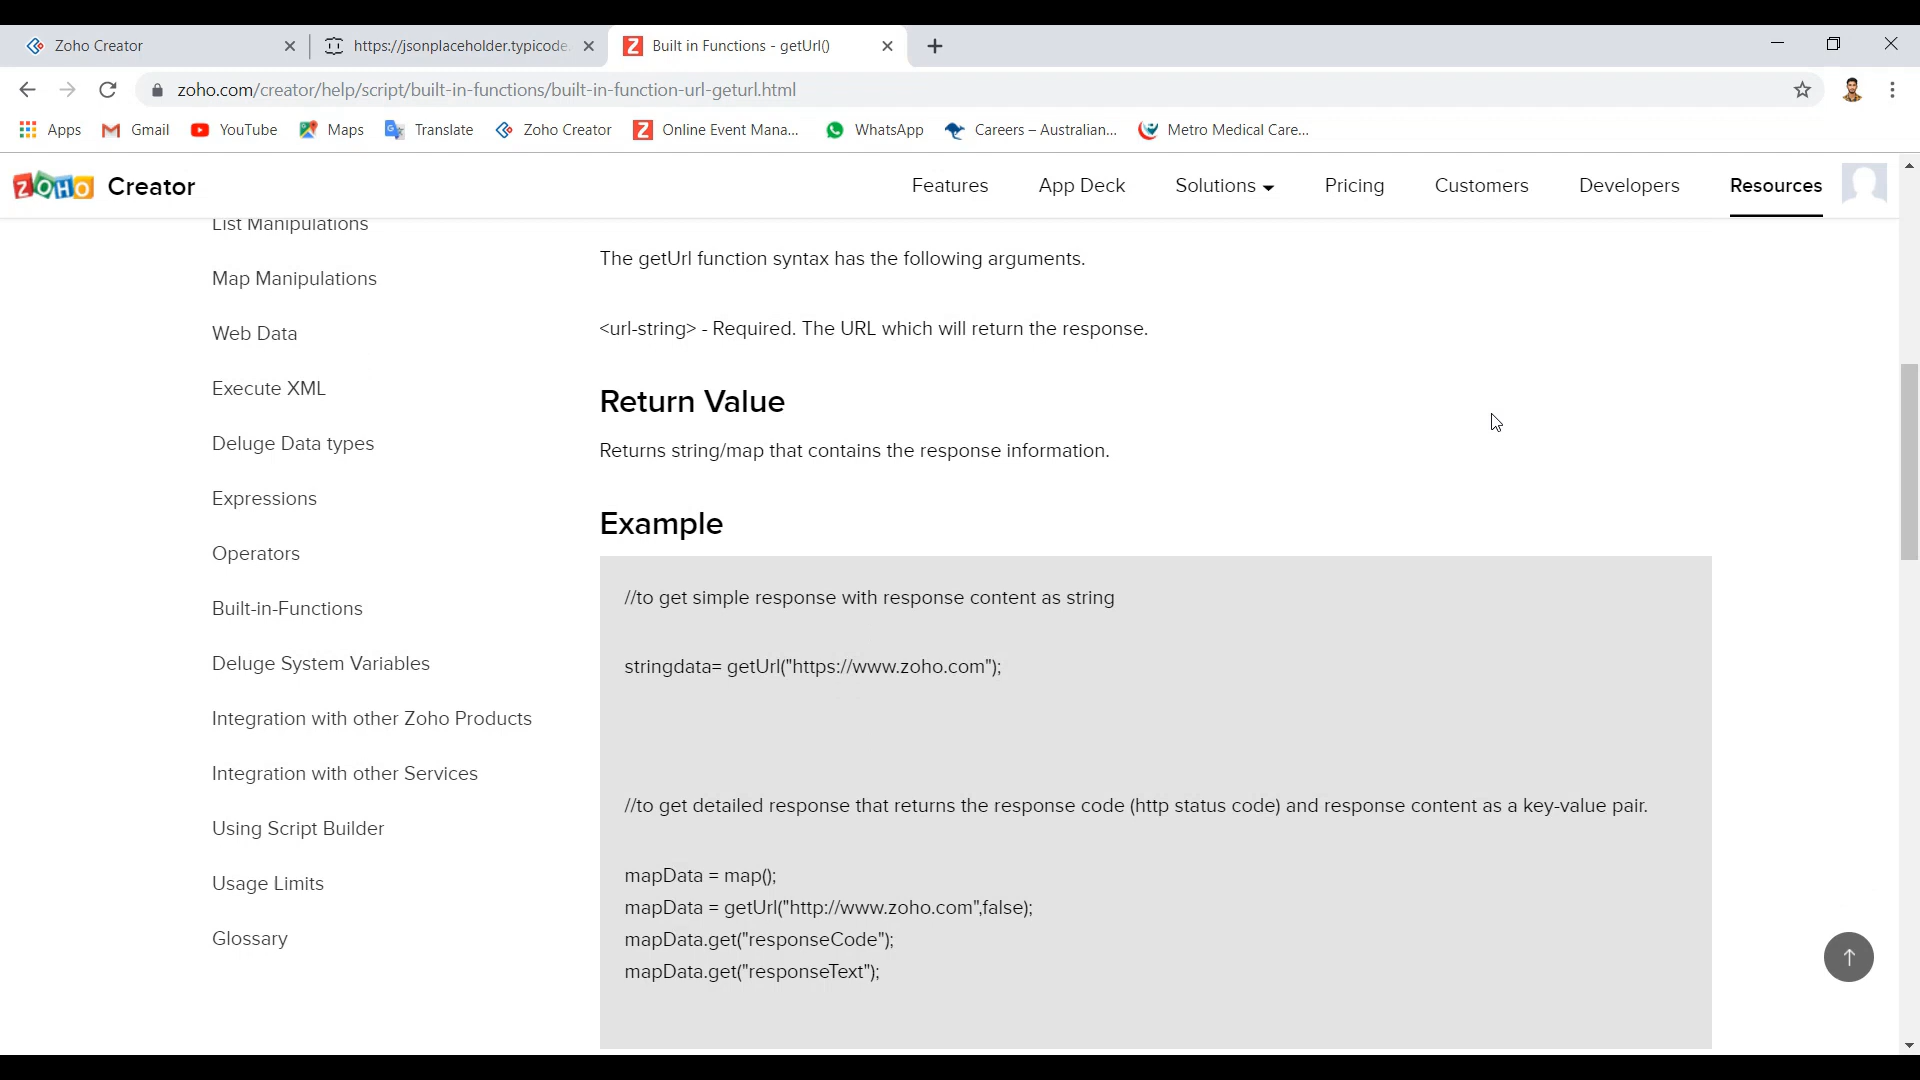 Zoho Creator
https://jsonplaceholder.typicode.
Built in Functions - getUrl()
zoho.com/creator/help/script/built-in-functions/built-in-function-url-geturl.html
Apps
Gmail
YouTube
Maps
Translate
Zoho Creator
Online Event Mana...
WhatsApp
Careers – Australian...
Metro Medical Care...
ZOHO Creator
Features
App Deck
Solutions
Pricing
Customers
Developers
Resources
List Manipulations
Map Manipulations
Web Data
Execute XML
Deluge Data types
Expressions
Operators
Built-in-Functions
Deluge System Variables
Integration with other Zoho Products
Integration with other Services
Using Script Builder
Usage Limits
Glossary
The getUrl function syntax has the following arguments.
<url-string> - Required. The URL which will return the response.
Return Value
Returns string/map that contains the response information.
Example
//to get simple response with response content as string
stringdata= getUrl("https://www.zoho.com");
//to get detailed response that returns the response code (http status code) and response content as a key-value pair.
mapData = map();
mapData = getUrl("http://www.zoho.com",false);
mapData.get("responseCode");
mapData.get("responseText");